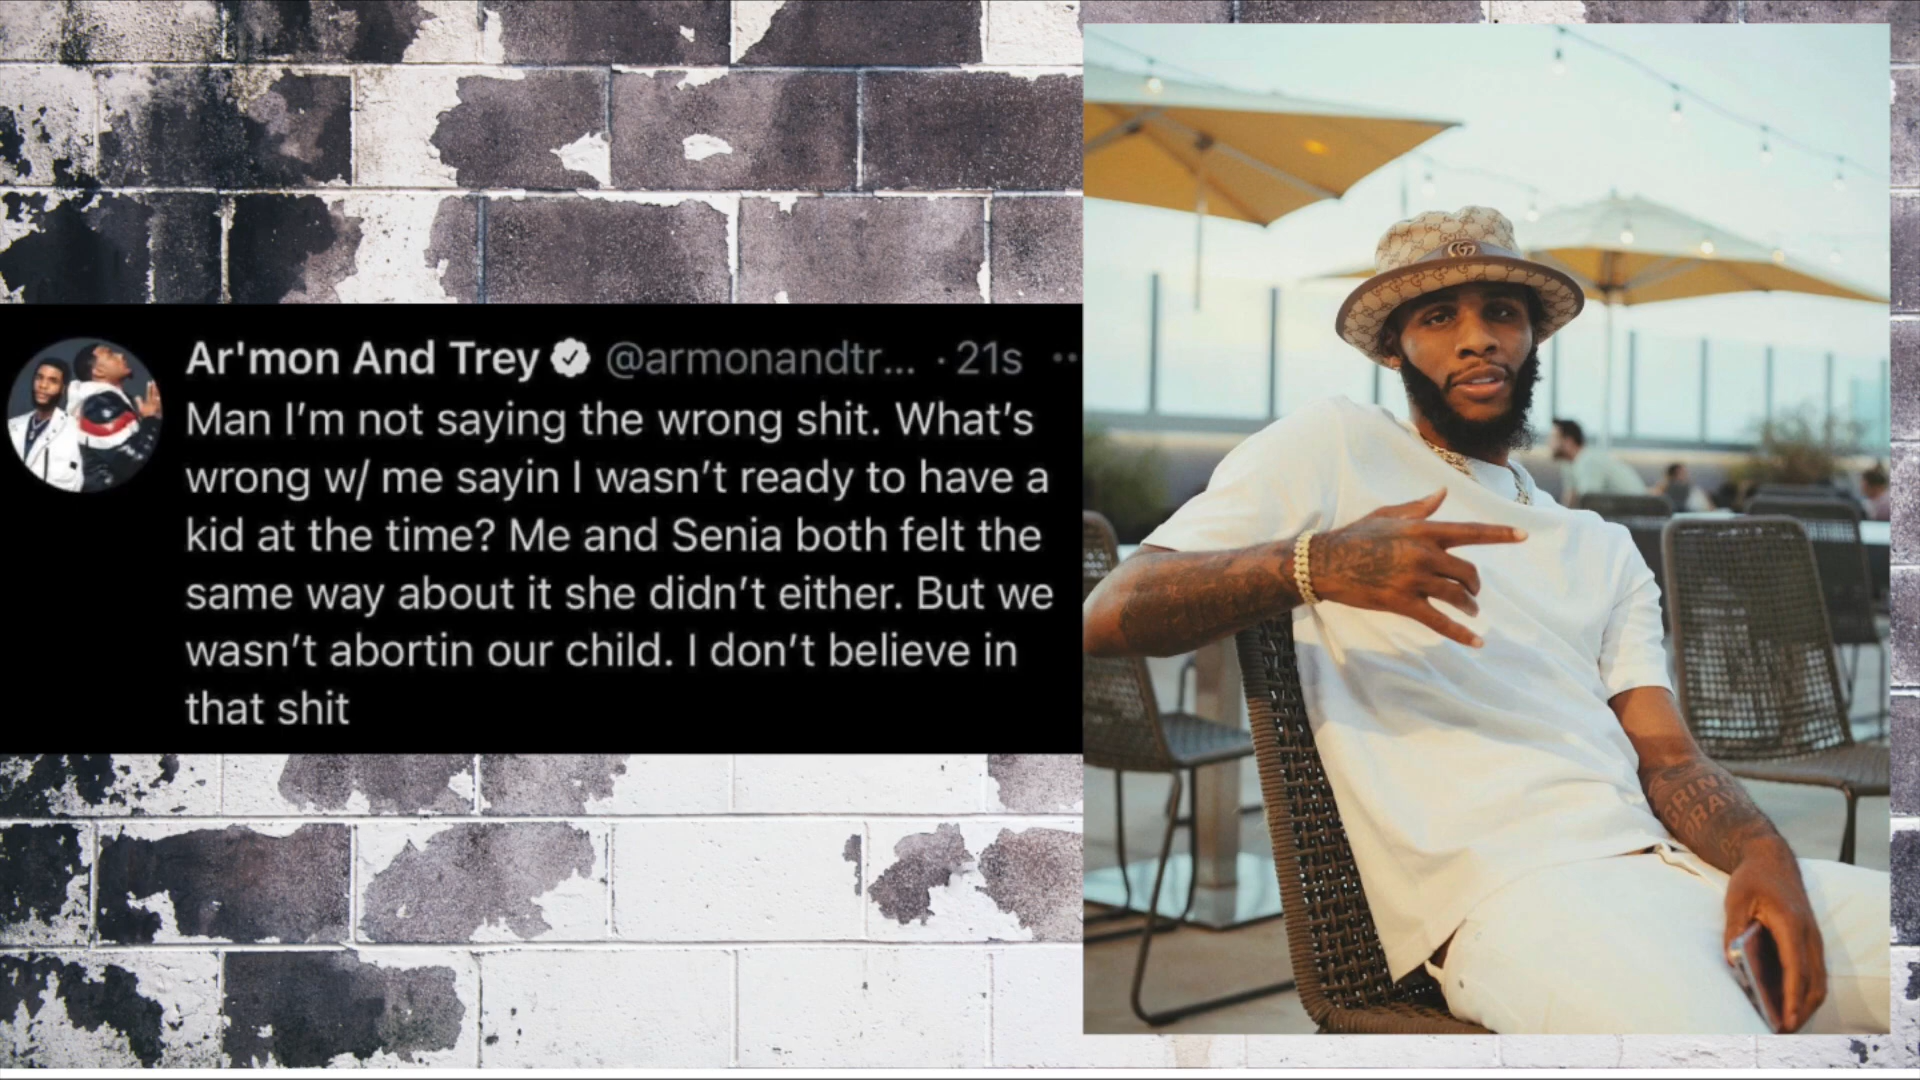 Ar'mon And Trey @armonandtr... · 21s
Man I'm not saying the wrong shit. What's
wrong w/ me sayin I wasn't ready to have a
kid at the time? Me and Senia both felt the
same way about it she didn't either. But we
wasn't abortin our child. I don't believe in
that shit